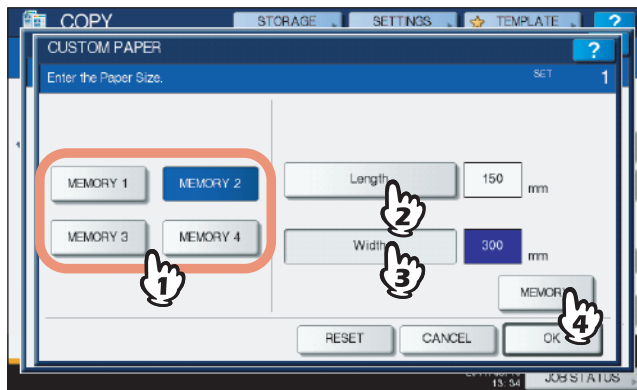 COPY STORAGE SETTINGS TEMPLATE ?
CUSTOM PAPER ?
Enter the Paper Size. SET 1
MEMORY 1 MEMORY 2 Length 150 mm
2
MEMORY 3 MEMORY 4 Width 300 mm
1 3
MEMORY
4
RESET CANCEL OK
13:34 JOB STATUS